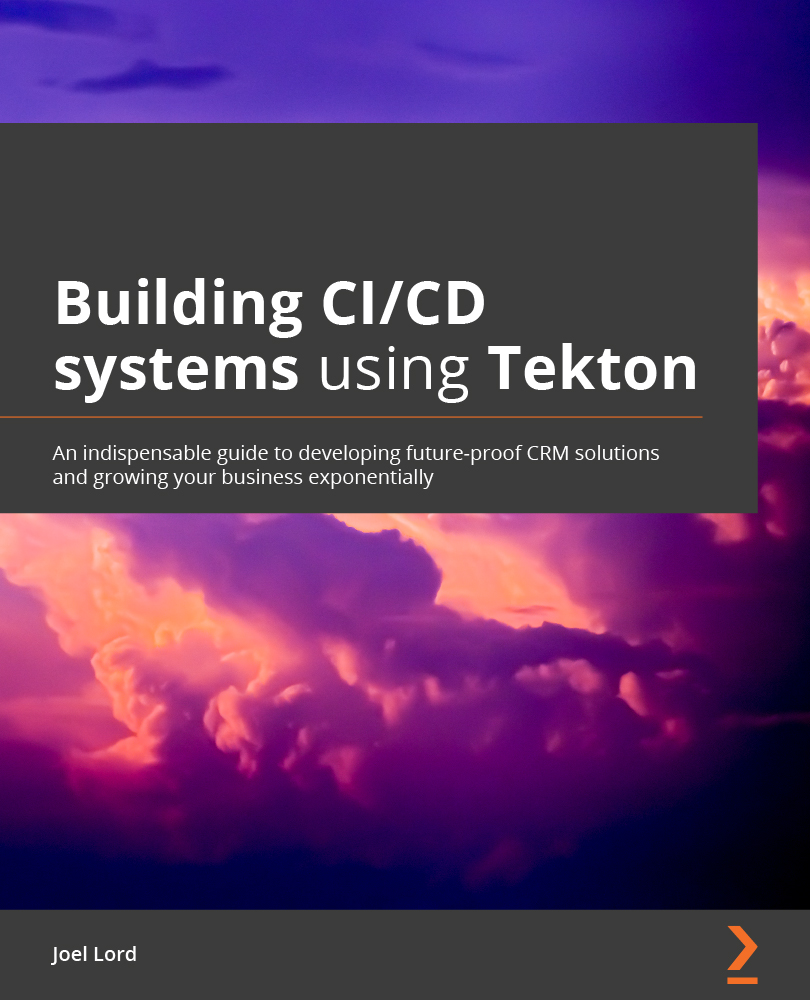 Building CI/CD
systems using Tekton
An indispensable guide to developing future-proof CRM solutions
and growing your business exponentially
Joel Lord